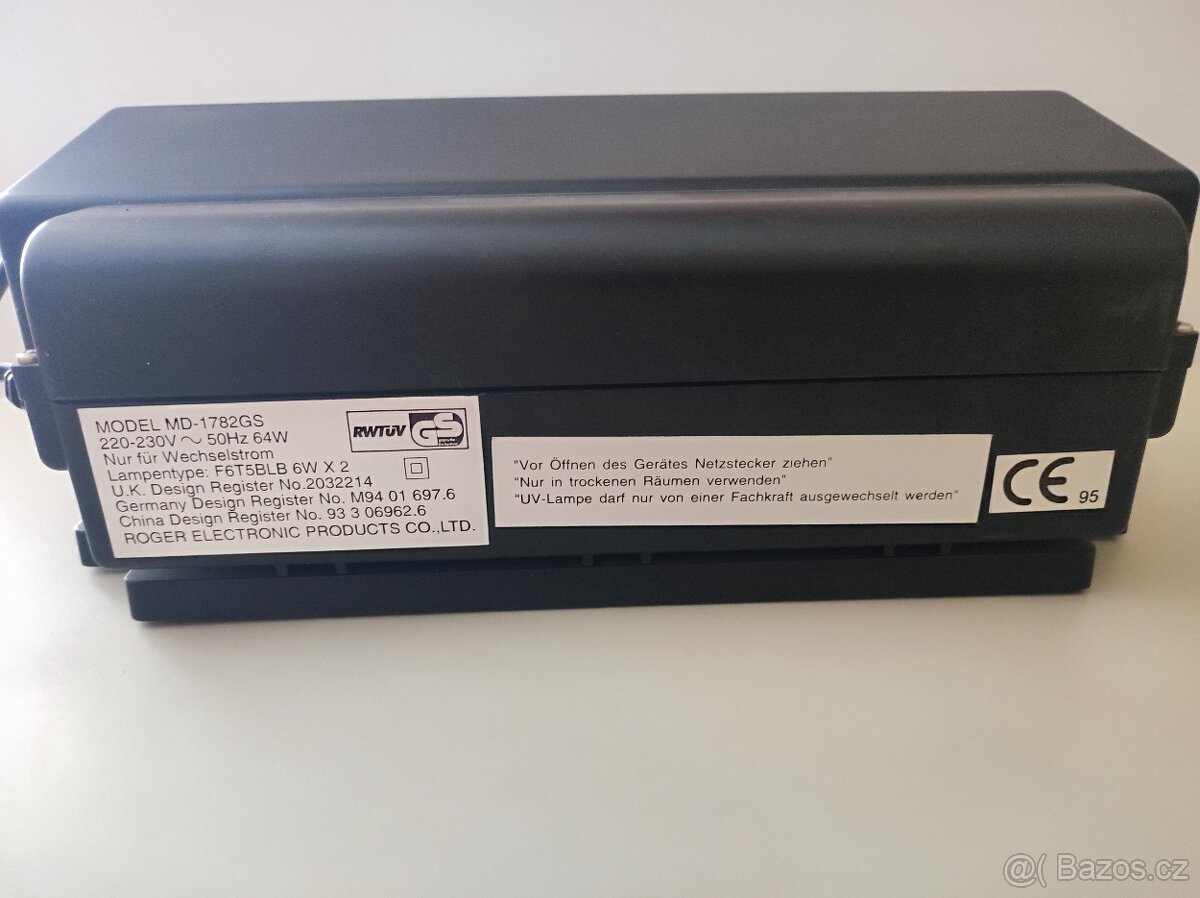 MODEL MD-1782GS
220-230V ~ 50Hz 64W
Nur für Wechselstrom
Lampentype: F6T5BLB 6W X 2
U.K. Design Register No.2032214
Germany Design Register No. M94 01 697.6
China Design Register No. 93 3 06962.6
ROGER ELECTRONIC PRODUCTS CO.,LTD.
RWTÜV GS
"Vor Öffnen des Gerätes Netzstecker ziehen"
"Nur in trockenen Räumen verwenden"
"UV-Lampe darf nur von einer Fachkraft ausgewechselt werden"
CE 95
@( Bazos.cz